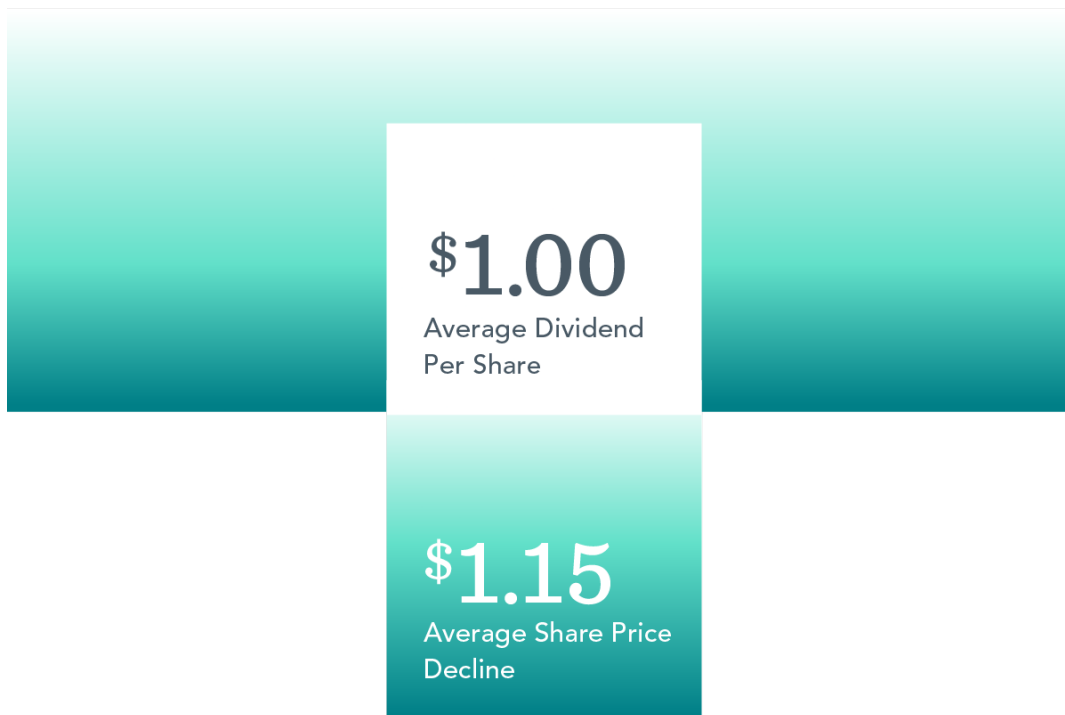 $1.00
Average Dividend
Per Share
$1.15
Average Share Price
Decline